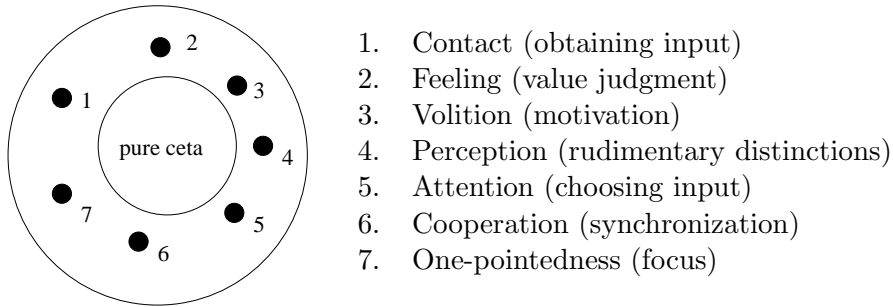 1
2
3
4
5
6
7
pure ceta
1. Contact (obtaining input)
2. Feeling (value judgment)
3. Volition (motivation)
4. Perception (rudimentary distinctions)
5. Attention (choosing input)
6. Cooperation (synchronization)
7. One-pointedness (focus)